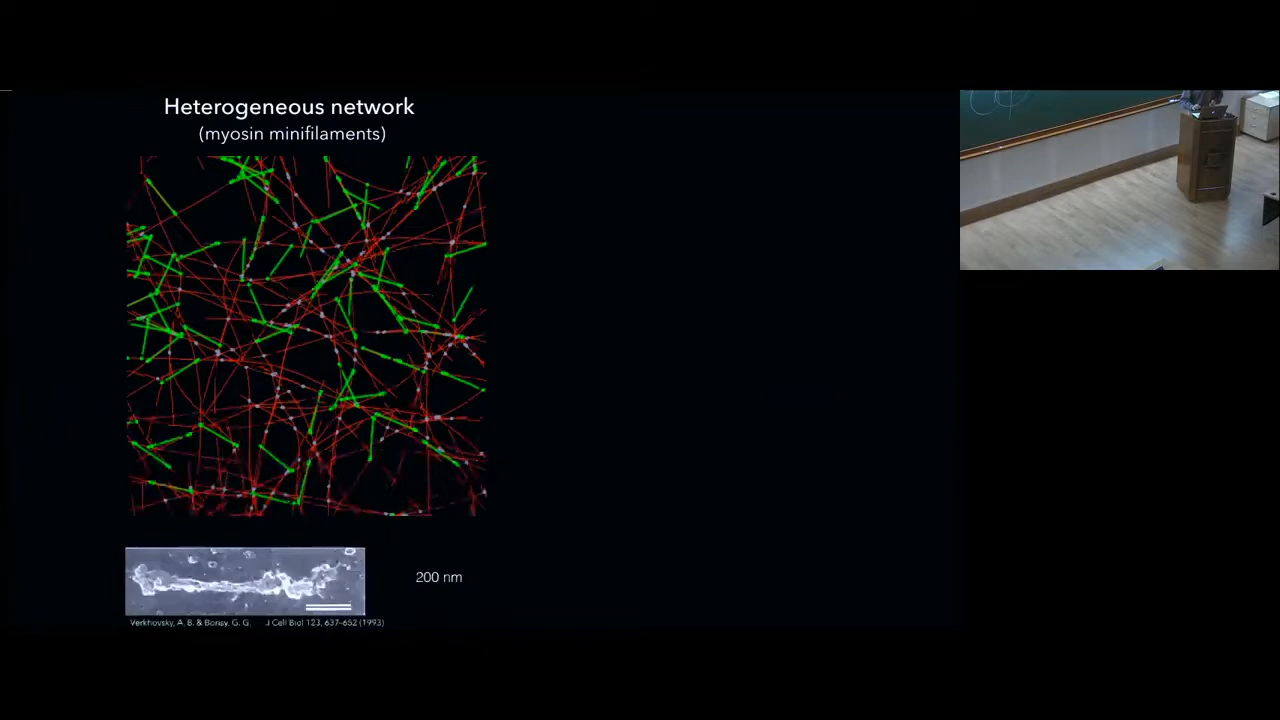 Heterogeneous network
(myosin minifilaments)
200 nm
Verkhovsky, A. B. & Borisy, G. G. J Cell Biol 123, 637-652 (1993)